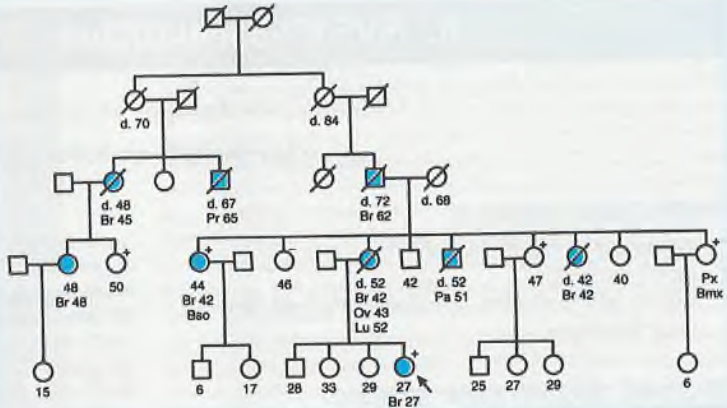 d. 70
d. 84
d. 48
Br 45
d. 67
Pr 65
d. 72
Br 62
d. 68
48
Br 48
+
50
+
44
Br 42
Bso
−
46
d. 52
Br 42
Ov 43
Lu 52
42
d. 52
Pa 51
+
47
d. 42
Br 42
40
+
Px
Bmx
15
6
17
28
33
29
+
27
Br 27
25
27
29
6